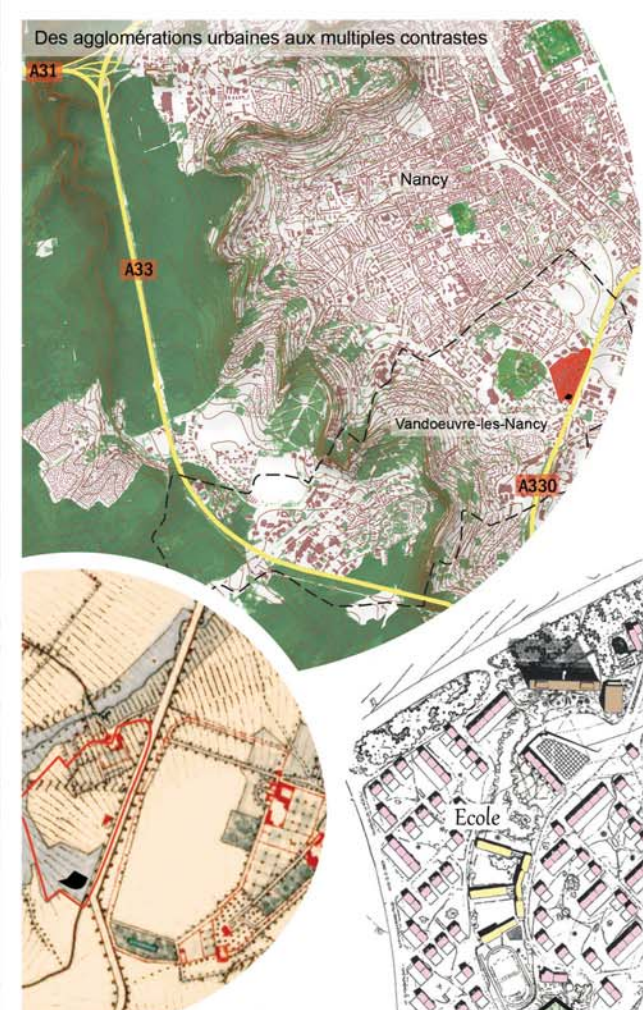 Des agglomérations urbaines aux multiples contrastes
A31
Nancy
A33
Vandoeuvre-les-Nancy
A330
Ecole